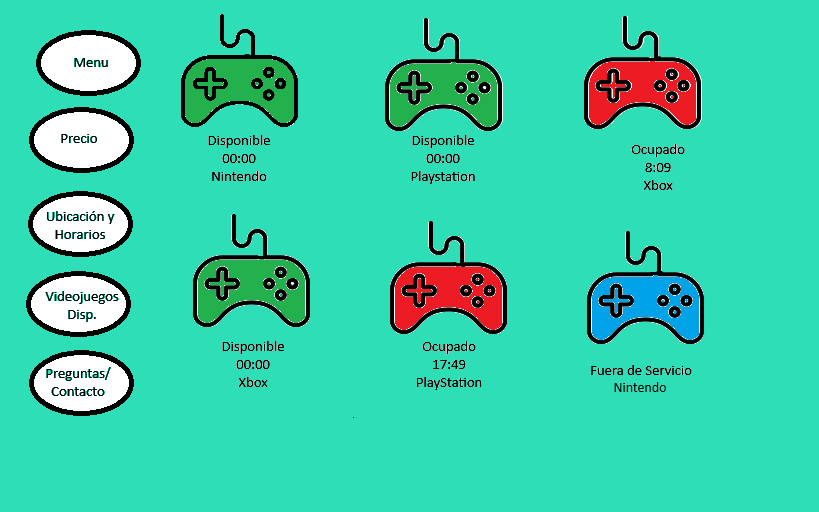 Menu
Precio
Ubicación y
Horarios
Videojuegos
Disp.
Preguntas/
Contacto
Disponible
00:00
Nintendo
Disponible
00:00
Playstation
Ocupado
8:09
Xbox
Disponible
00:00
Xbox
Ocupado
17:49
PlayStation
Fuera de Servicio
Nintendo